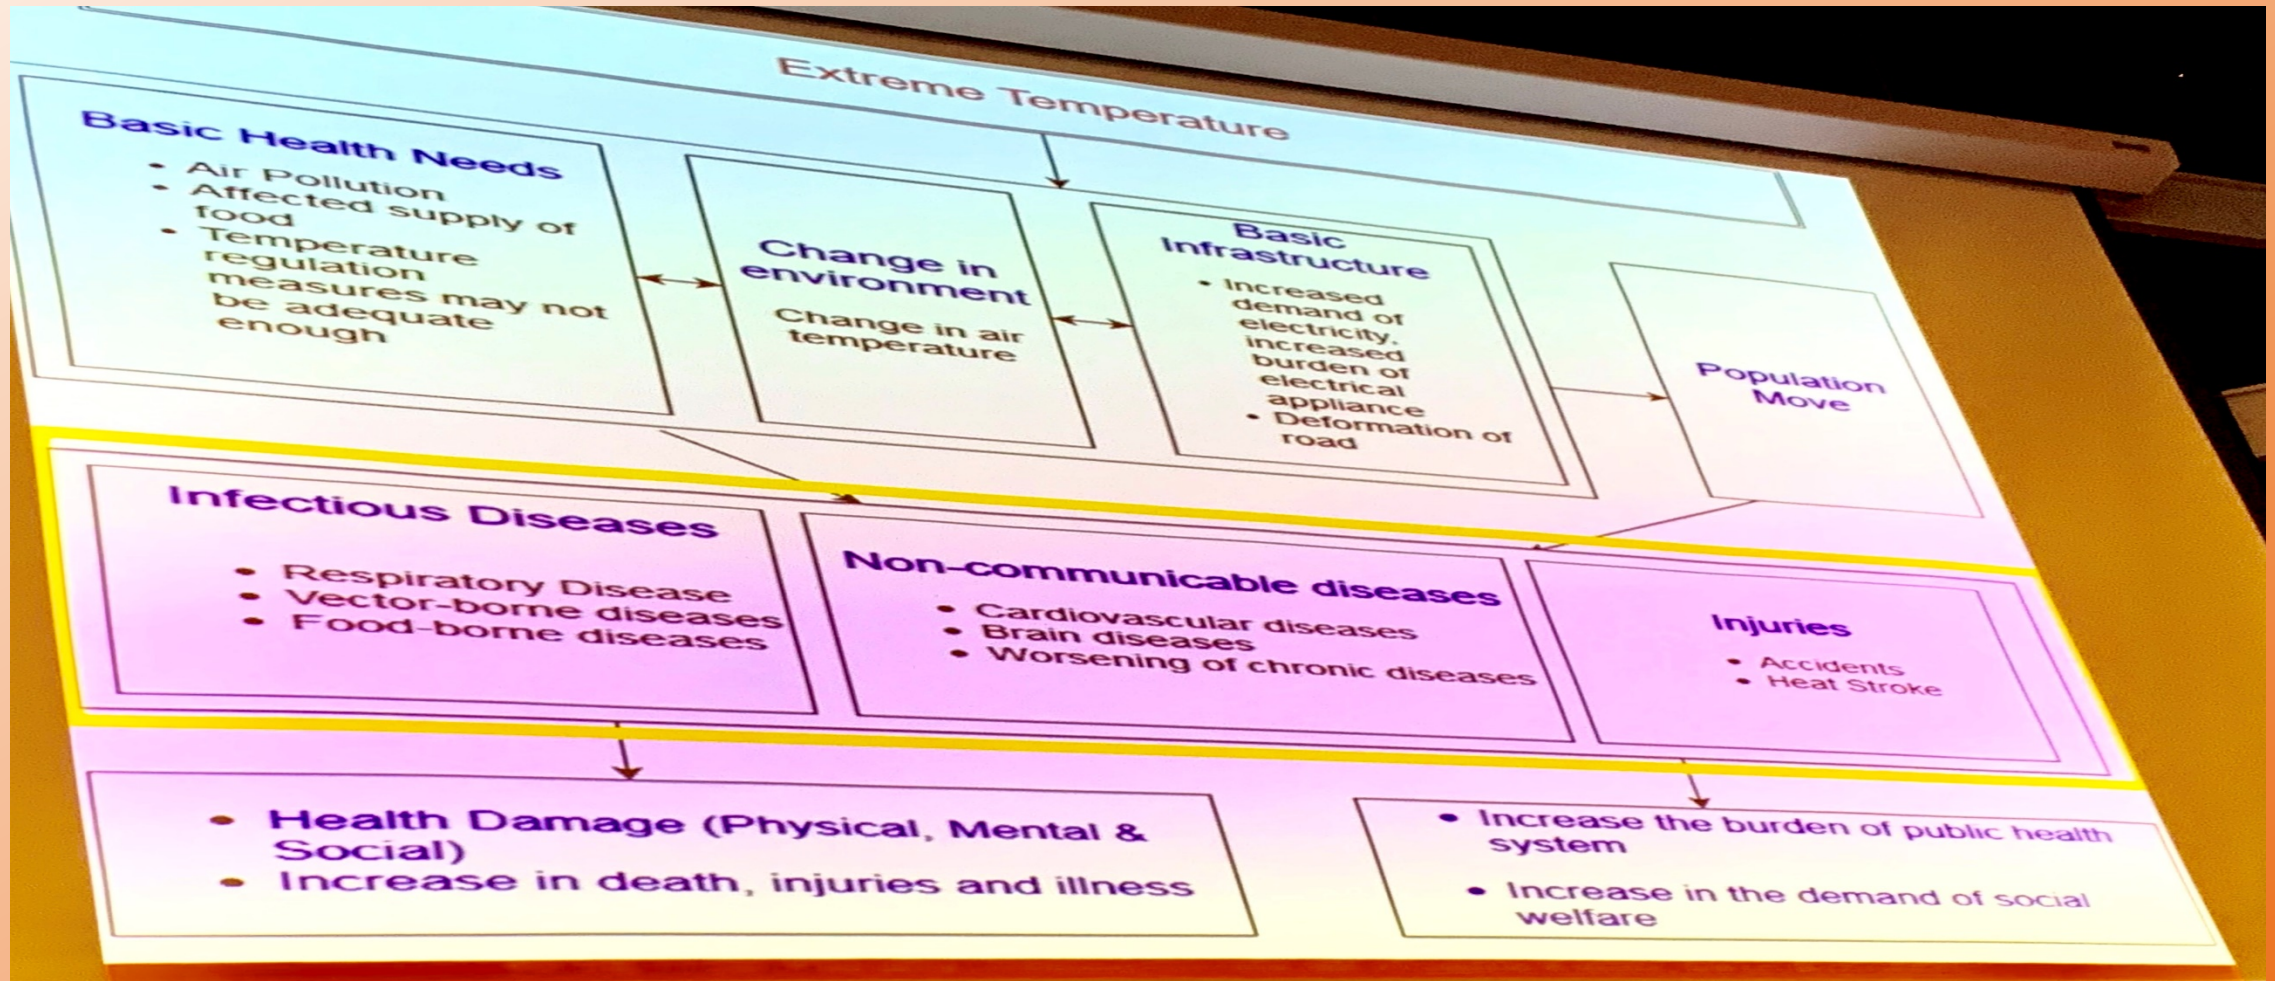 Extreme Temperature
Basic Health Needs
• Air Pollution
• Affected supply of
food
• Temperature
regulation
measures may not
be adequate
enough
Change in
environment
Change in air
temperature
Basic
Infrastructure
• Increased
demand of
electricity,
increased
burden of
electrical
appliance
• Deformation of
road
Population
Move
Infectious Diseases
• Respiratory Disease
• Vector-borne diseases
• Food-borne diseases
Non-communicable diseases
• Cardiovascular diseases
• Brain diseases
• Worsening of chronic diseases
Injuries
• Accidents
• Heat Stroke
• Health Damage (Physical, Mental &
Social)
• Increase in death, injuries and illness
• Increase the burden of public health
system
• Increase in the demand of social
welfare